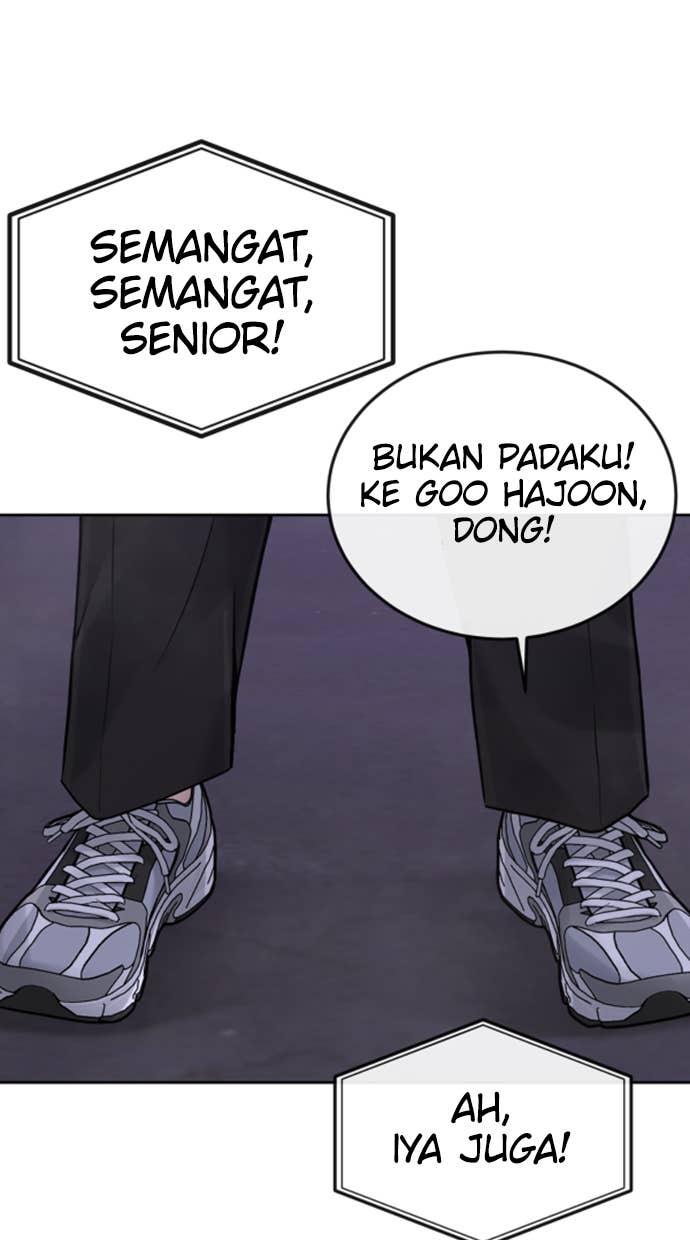 SEMANGAT,
SEMANGAT,
SENIOR!
BUKAN PADAKU!
KE GOO HAJOON,
DONG!
AH,
IYA JUGA!